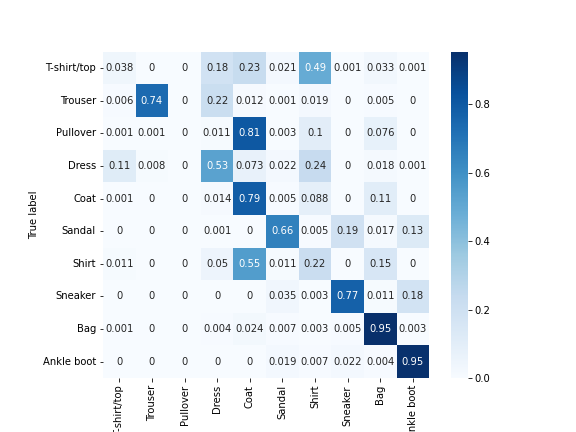 T-shirt/top 0.038 0 0 0.18 0.23 0.021 0.49 0.001 0.033 0.001
Trouser 0.006 0.74 0 0.22 0.012 0.001 0.019 0 0.005 0
Pullover 0.001 0.001 0 0.011 0.81 0.003 0.1 0 0.076 0
Dress 0.11 0.008 0 0.53 0.073 0.022 0.24 0 0.018 0.001
Coat 0.001 0 0 0.014 0.79 0.005 0.088 0 0.11 0
Sandal 0 0 0 0.001 0 0.66 0.005 0.19 0.017 0.13
Shirt 0.011 0 0 0.05 0.55 0.011 0.22 0 0.15 0
Sneaker 0 0 0 0 0 0.035 0.003 0.77 0.011 0.18
Bag 0.001 0 0 0.004 0.024 0.007 0.003 0.005 0.95 0.003
Ankle boot 0 0 0 0 0 0.019 0.007 0.022 0.004 0.95
True label
-shirt/top Trouser Pullover Dress Coat Sandal Shirt Sneaker Bag nkle boot
0.8
0.6
0.4
0.2
0.0